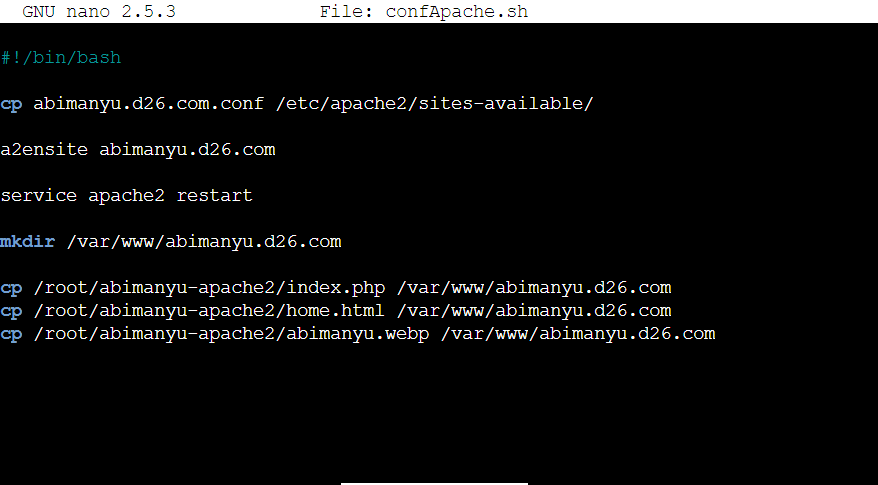 GNU nano 2.5.3 File: confApache.sh
#!/bin/bash
cp abimanyu.d26.com.conf /etc/apache2/sites-available/
a2ensite abimanyu.d26.com
service apache2 restart
mkdir /var/www/abimanyu.d26.com
cp /root/abimanyu-apache2/index.php /var/www/abimanyu.d26.com
cp /root/abimanyu-apache2/home.html /var/www/abimanyu.d26.com
cp /root/abimanyu-apache2/abimanyu.webp /var/www/abimanyu.d26.com